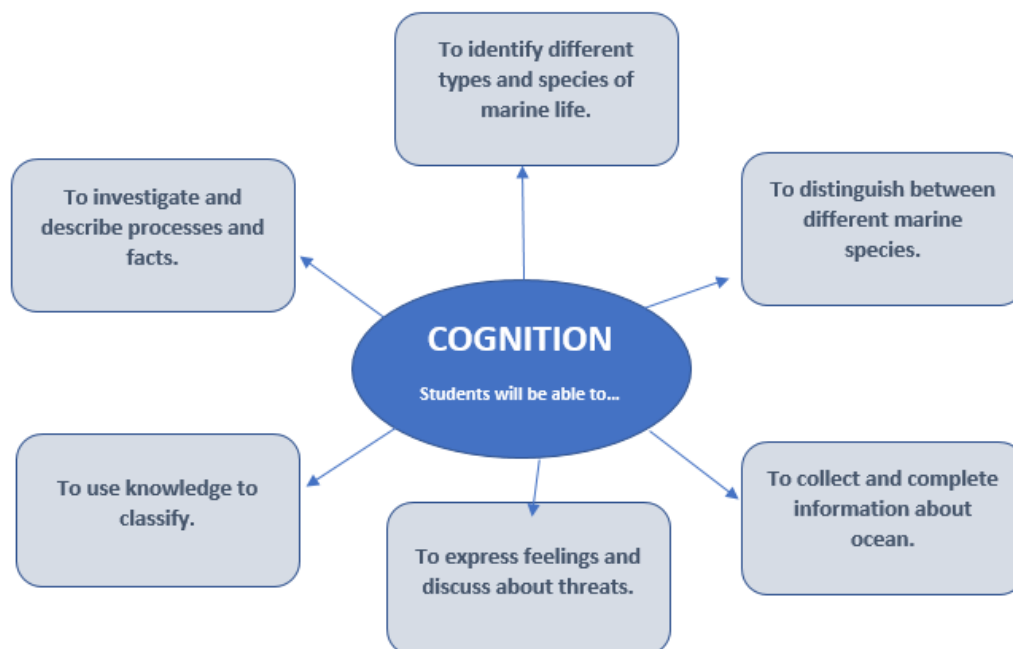 To identify different
types and species of
marine life.
To investigate and
describe processes and
facts.
To distinguish between
different marine
species.
COGNITION
Students will be able to…
To use knowledge to
classify.
To express feelings and
discuss about threats.
To collect and complete
information about
ocean.